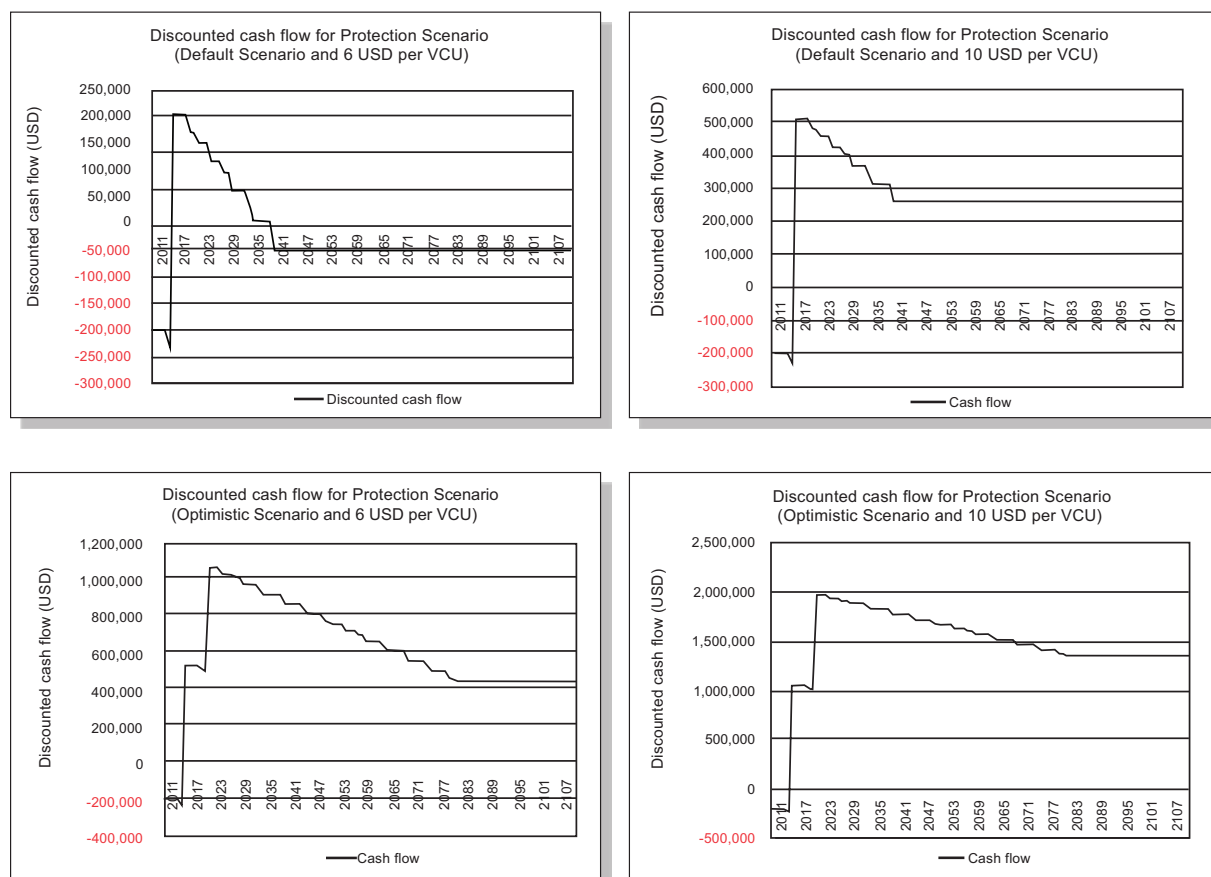 Discounted cash flow for Protection Scenario
(Default Scenario and 6 USD per VCU)
Discounted cash flow (USD)
250,000
200,000
150,000
100,000
50,000
0
-50,000
-100,000
-150,000
-200,000
-250,000
-300,000
2011 2017 2023 2029 2035 2041 2047 2053 2059 2065 2071 2077 2083 2089 2095 2101 2107
Discounted cash flow
Discounted cash flow for Protection Scenario
(Default Scenario and 10 USD per VCU)
Discounted cash flow (USD)
600,000
500,000
400,000
300,000
200,000
100,000
0
-100,000
-200,000
-300,000
2011 2017 2023 2029 2035 2041 2047 2053 2059 2065 2071 2077 2083 2089 2095 2101 2107
Cash flow
Discounted cash flow for Protection Scenario
(Optimistic Scenario and 6 USD per VCU)
Discounted cash flow (USD)
1,200,000
1,000,000
800,000
600,000
400,000
200,000
0
-200,000
-400,000
2011 2017 2023 2029 2035 2041 2047 2053 2059 2065 2071 2077 2083 2089 2095 2101 2107
Cash flow
Discounted cash flow for Protection Scenario
(Optimistic Scenario and 10 USD per VCU)
Discounted cash flow (USD)
2,500,000
2,000,000
1,500,000
1,000,000
500,000
0
-500,000
2011 2017 2023 2029 2035 2041 2047 2053 2059 2065 2071 2077 2083 2089 2095 2101 2107
Cash flow